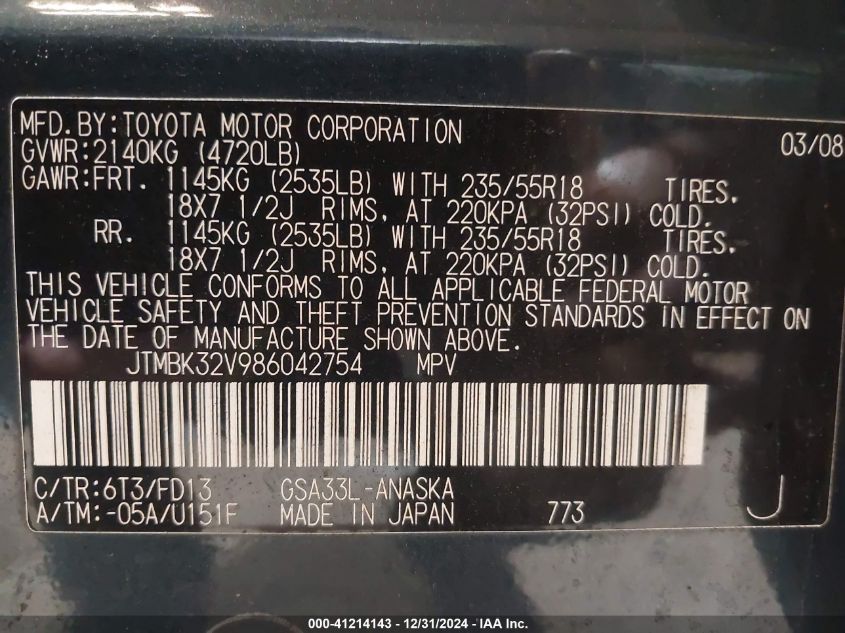 MFD.BY:TOYOTA MOTOR CORPORATION 03/08
GVWR:2140KG (4720LB)
GAWR:FRT. 1145KG (2535LB) WITH 235/55R18 TIRES,
18X7 1/2J RIMS, AT 220KPA (32PSI) COLD.
RR. 1145KG (2535LB) WITH 235/55R18 TIRES,
18X7 1/2J RIMS, AT 220KPA (32PSI) COLD.
THIS VEHICLE CONFORMS TO ALL APPLICABLE FEDERAL MOTOR
VEHICLE SAFETY AND THEFT PREVENTION STANDARDS IN EFFECT ON
THE DATE OF MANUFACTURE SHOWN ABOVE.
JTMBK32V986042754 MPV
C/TR:6T3/FD13 GSA33L-ANASKA
A/TM:-05A/U151F MADE IN JAPAN 773 J
000-41214143 - 12/31/2024 - IAA Inc.